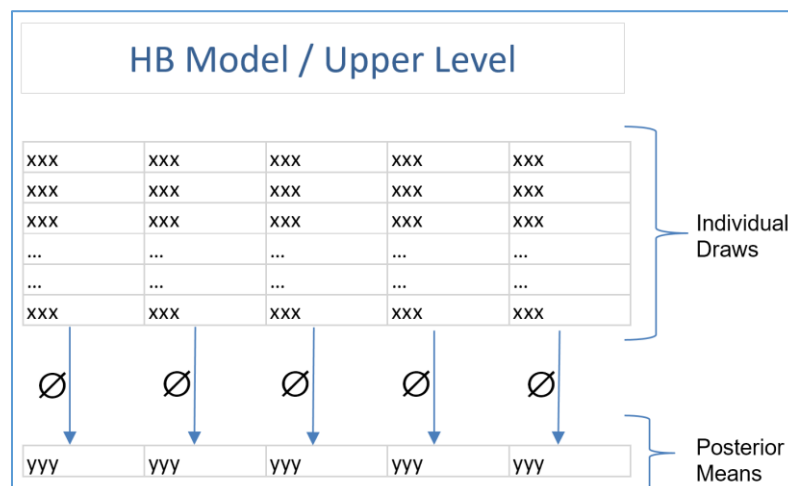 HB Model / Upper Level
xxx xxx xxx xxx xxx
xxx xxx xxx xxx xxx
xxx xxx xxx xxx xxx
... ... ... ... ...
... ... ... ... ...
xxx xxx xxx xxx xxx
Individual
Draws
∅ ∅ ∅ ∅ ∅
yyy yyy yyy yyy yyy
Posterior
Means